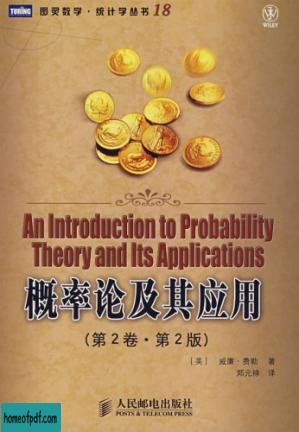 TURING 图灵数学·统计学丛书 18
WILEY
An Introduction to Probability
Theory and Its Applications
概率论及其应用
(第2卷·第2版)
[美] 威廉·费勒 著
郑元禄 译
人民邮电出版社
POSTS & TELECOM PRESS
homeofpdf.com